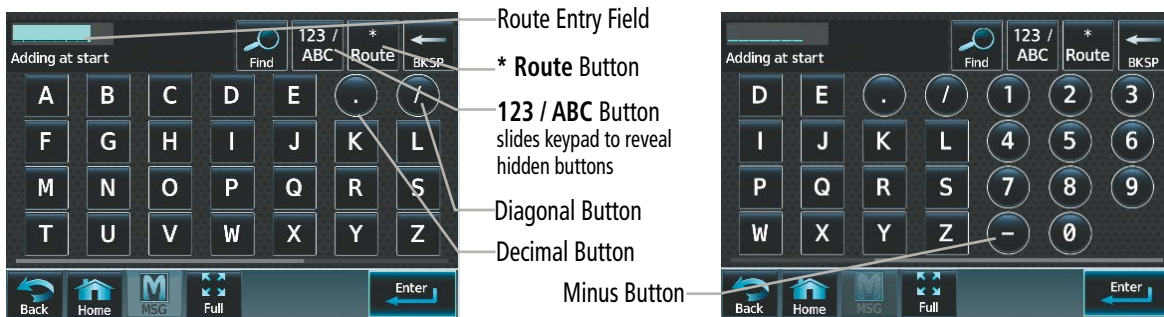 Adding at start
Find
123 /
ABC
*
Route
BKSP
A B C D E . /
F G H I J K L
M N O P Q R S
T U V W X Y Z
Back
Home
MSG
Full
Enter
Route Entry Field
* Route Button
123 / ABC Button
slides keypad to reveal
hidden buttons
Diagonal Button
Decimal Button
Minus Button
Adding at start
Find
123 /
ABC
*
Route
BKSP
D E . / 1 2 3
I J K L 4 5 6
P Q R S 7 8 9
W X Y Z – 0
Back
Home
MSG
Full
Enter